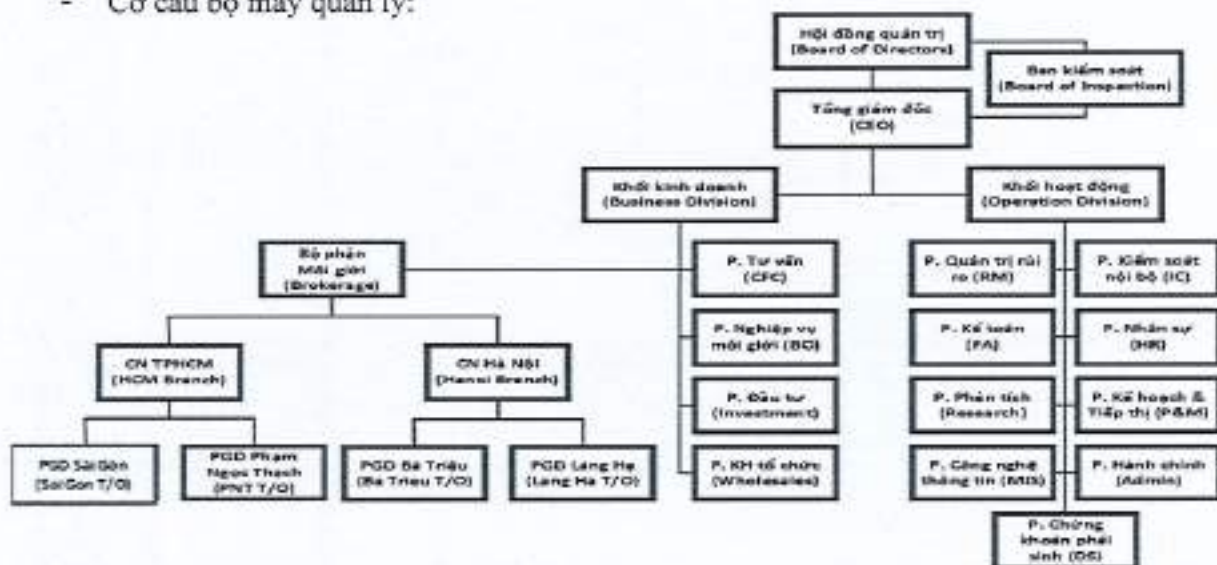 - Cơ cấu bộ máy quản lý:
Hội đồng quản trị
(Board of Directors)
Ban kiểm soát
(Board of Inspection)
Tổng giám đốc
(CEO)
Khối kinh doanh
(Business Division)
Khối hoạt động
(Operation Division)
Bộ phận
Môi giới
(Brokerage)
P. Tư vấn
(CFC)
P. Quản trị rủi
ro (RM)
P. Kiểm soát
nội bộ (IC)
P. Nghiệp vụ
môi giới (BO)
P. Kế toán
(FA)
P. Nhân sự
(HR)
CN TPHCM
(HCM Branch)
CN Hà Nội
(Hanoi Branch)
P. Đầu tư
(Investment)
P. Phân tích
(Research)
P. Kế hoạch &
Tiếp thị (P&M)
PGD Sài Gòn
(SaiGon T/O)
PGD Phạm
Ngọc Thạch
(PNT T/O)
PGD Bà Triệu
(Ba Trieu T/O)
PGD Láng Hạ
(Lang Ha T/O)
P. KH tổ chức
(Wholesales)
P. Công nghệ
thông tin (MIS)
P. Hành chính
(Admin)
P. Chứng
khoán phái
sinh (DS)